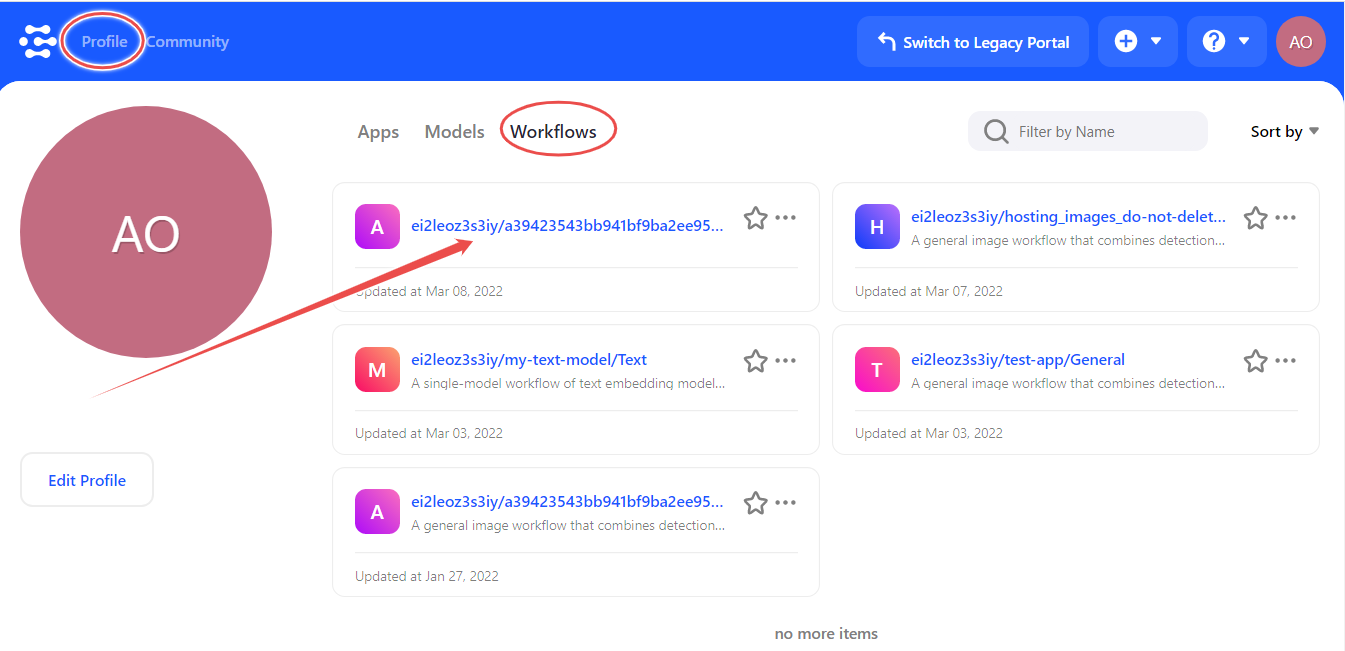 Profile Community
Switch to Legacy Portal
AO
AO
Edit Profile
Apps Models Workflows
Filter by Name
Sort by
A
ei2leoz3s3iy/a39423543bb941bf9ba2ee95...
Updated at Mar 08, 2022
H
ei2leoz3s3iy/hosting_images_do-not-delet...
A general image workflow that combines detection...
Updated at Mar 07, 2022
M
ei2leoz3s3iy/my-text-model/Text
A single-model workflow of text embedding model...
Updated at Mar 03, 2022
T
ei2leoz3s3iy/test-app/General
A general image workflow that combines detection...
Updated at Mar 03, 2022
A
ei2leoz3s3iy/a39423543bb941bf9ba2ee95...
A general image workflow that combines detection...
Updated at Jan 27, 2022
no more items